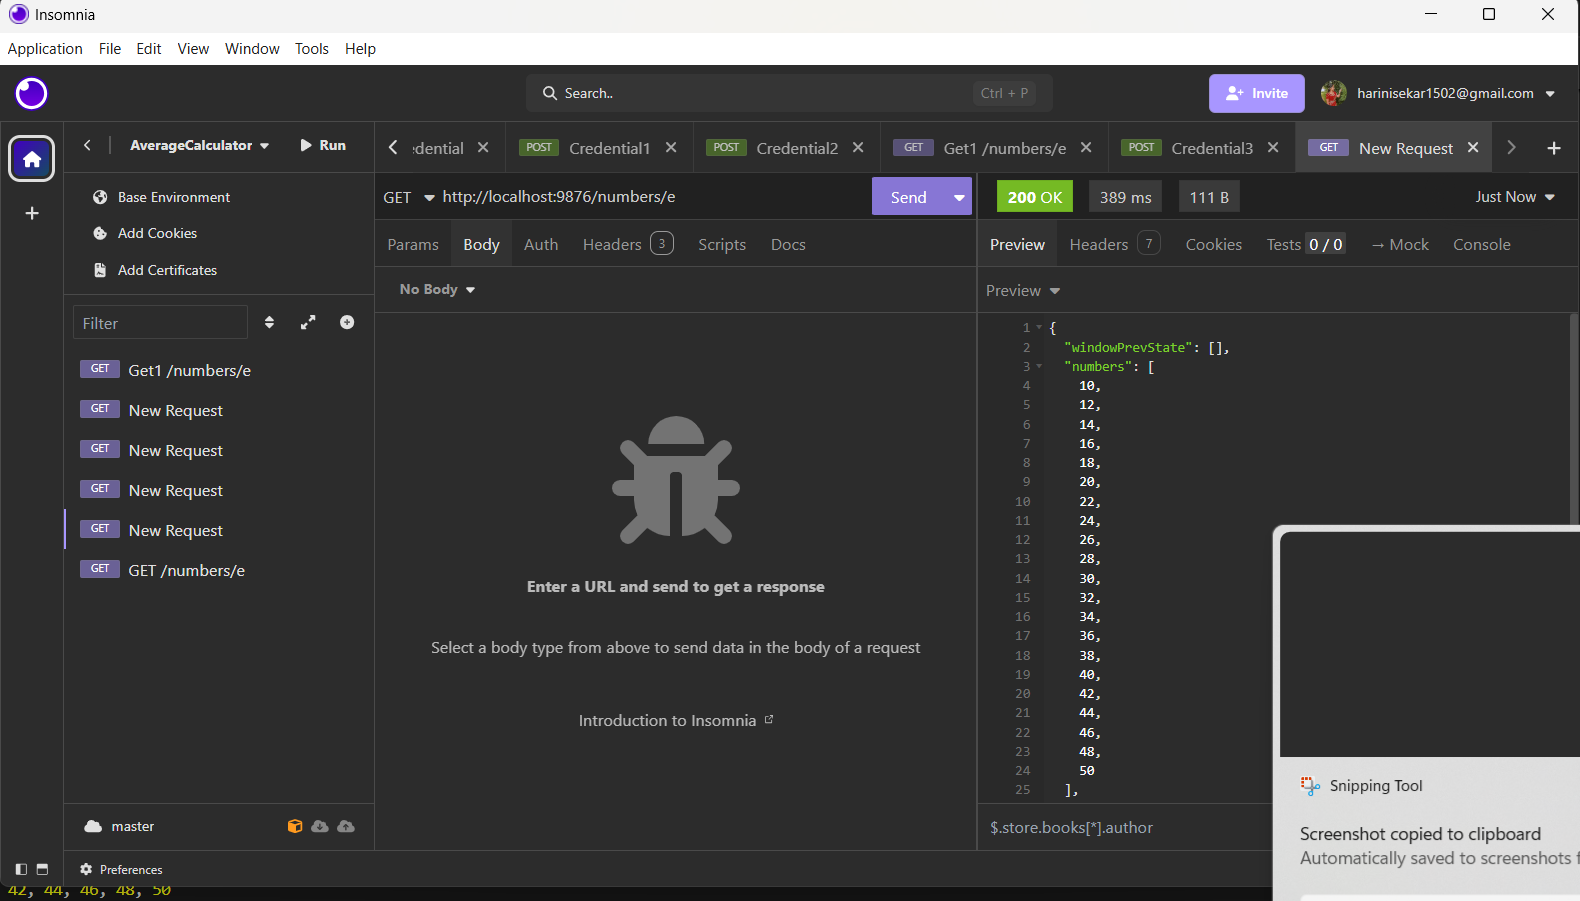 Insomnia
Application File Edit View Window Tools Help
Search.. Ctrl + P
Invite
harinisekar1502@gmail.com
AverageCalculator
Run
edential
POST Credential1
POST Credential2
GET Get1 /numbers/e
POST Credential3
GET New Request
Base Environment
Add Cookies
Add Certificates
Filter
GET Get1 /numbers/e
GET New Request
GET New Request
GET New Request
GET New Request
GET GET /numbers/e
master
Preferences
GET http://localhost:9876/numbers/e
Send
Params Body Auth Headers 3 Scripts Docs
No Body
Enter a URL and send to get a response
Select a body type from above to send data in the body of a request
Introduction to Insomnia
200 OK 389 ms 111 B Just Now
Preview Headers 7 Cookies Tests 0 / 0 → Mock Console
Preview
1 {
2 "windowPrevState": [],
3 "numbers": [
4 10,
5 12,
6 14,
7 16,
8 18,
9 20,
10 22,
11 24,
12 26,
13 28,
14 30,
15 32,
16 34,
17 36,
18 38,
19 40,
20 42,
21 44,
22 46,
23 48,
24 50
25 ],
$.store.books[*].author
Snipping Tool
Screenshot copied to clipboard
Automatically saved to screenshots
42, 44, 46, 48, 50